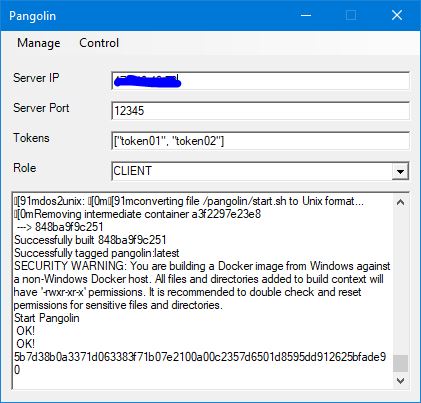 Pangolin
Manage Control
Server IP
Server Port 12345
Tokens ["token01", "token02"]
Role CLIENT
[91mdos2unix: [0m[91mconverting file /pangolin/start.sh to Unix format...
[0mRemoving intermediate container a3f2297e23e8
---> 848ba9f9c251
Successfully built 848ba9f9c251
Successfully tagged pangolin:latest
SECURITY WARNING: You are building a Docker image from Windows against
a non-Windows Docker host. All files and directories added to build context will
have '-rwxr-xr-x' permissions. It is recommended to double check and reset
permissions for sensitive files and directories.
Start Pangolin
OK!
OK!
5b7d38b0a3371d063383f71b07e2100a00c2357d6501d8595dd912625bfade9
0